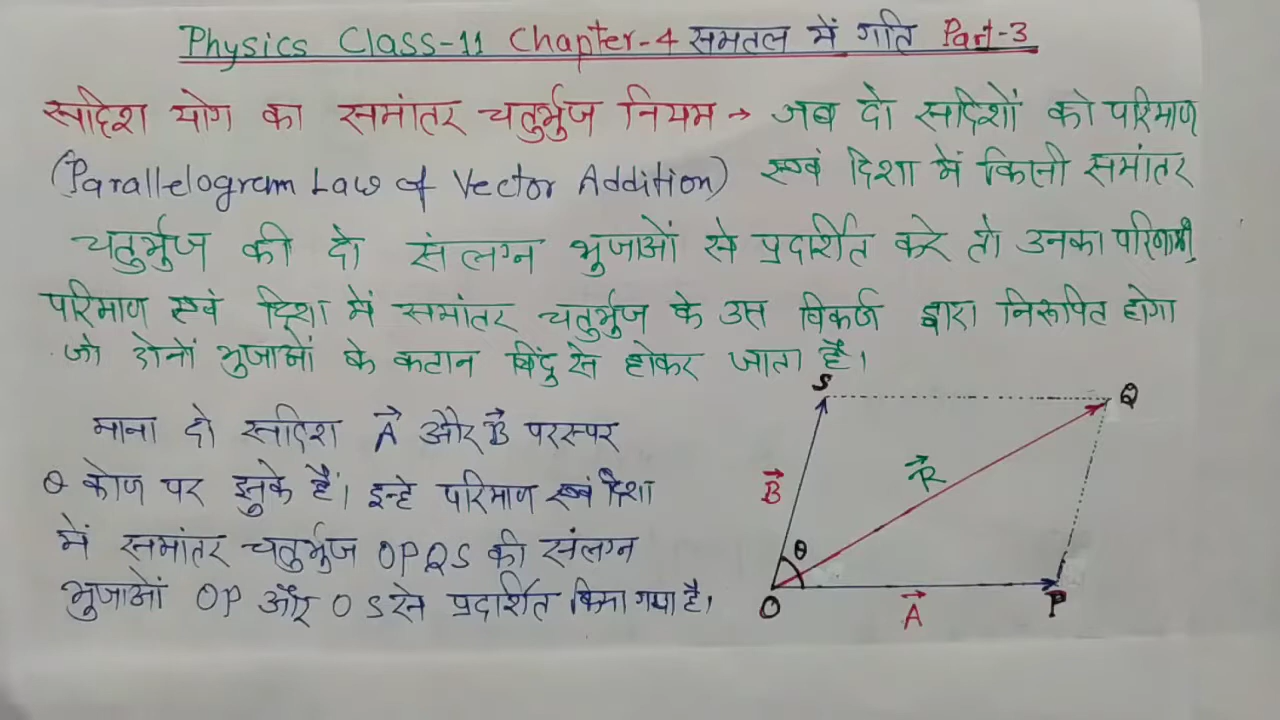 Physics Class-11 Chapter-4 समतल में गति Part-3
सदिश योग का समांतर चतुर्भुज नियम → जब दो सदिशों को परिमाण
(Parallelogram Law of Vector Addition) एवं दिशा में किसी समांतर
चतुर्भुज की दो संलग्न भुजाओं से प्रदर्शित करे तो उनका परिणामी
परिमाण एवं दिशा में समांतर चतुर्भुज के उस विकर्ण द्वारा निरूपित होगा
जो दोनों भुजाओं के कटान बिंदु से होकर जाता है।
माना दो सदिश A⃗ और B⃗ परस्पर
θ कोण पर झुके हैं। इन्हे परिमाण एवं दिशा
में समांतर चतुर्भुज OPQS की संलग्न
भुजाओं OP और OS से प्रदर्शित किया गया है।
S
Q
B⃗
R⃗
θ
O
A⃗
P